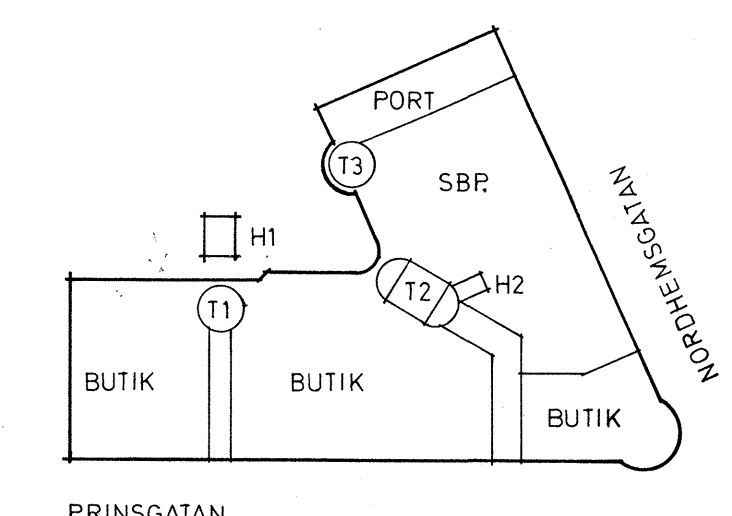 PORT
T3
SBP.
NORDHEMSGATAN
H1
T2
H2
T1
BUTIK
BUTIK
BUTIK
PRINSGATAN